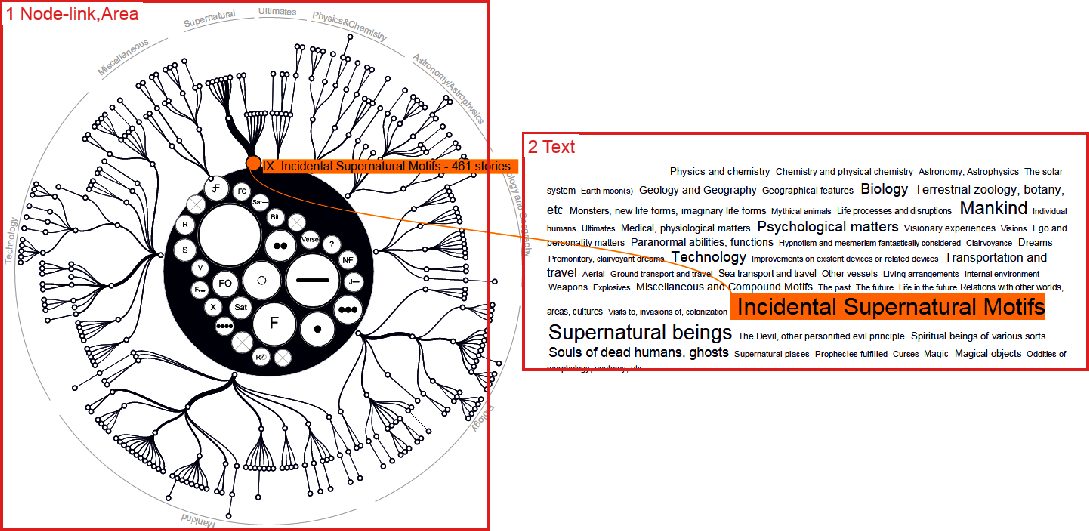 1 Node-link,Area
Supernatural
Ultimates
Physics&Chemistry
Miscellaneous
Astronomy/Astrophysics
Technology
Mankind
IX Incidental Supernatural Motifs - 461 stories
FC
Sa—
R
BI
S
Verse
?
V
NF
FO
J—
X
Sat
F
2 Text
Physics and chemistry Chemistry and physical chemistry Astronomy, Astrophysics The solar
system Earth moon(s) Geology and Geography Geographical features Biology Terrestrial zoology, botany,
etc Monsters, new life forms, imaginary life forms Mythical animals Life processes and disruptions Mankind Individual
humans Ultimates Medical, physiological matters Psychological matters Visionary experiences Visions Ego and
personality matters Paranormal abilities, functions Hypnotism and mesmerism fantastically considered Clairvoyance Dreams
Premonitory, clairvoyant dreams Technology Improvements on existent devices or related devices Transportation and
travel Aerial Ground transport and travel Sea transport and travel Other vessels Living arrangements Internal environment
Weapons Explosives Miscellaneous and Compound Motifs The past The future Life in the future Relations with other worlds,
areas, cultures Visits to, invasions of, colonization Incidental Supernatural Motifs
Supernatural beings The Devil, other personified evil principle Spiritual beings of various sorts
Souls of dead humans, ghosts Supernatural places Prophecies fulfilled Curses Magic Magical objects Oddities of